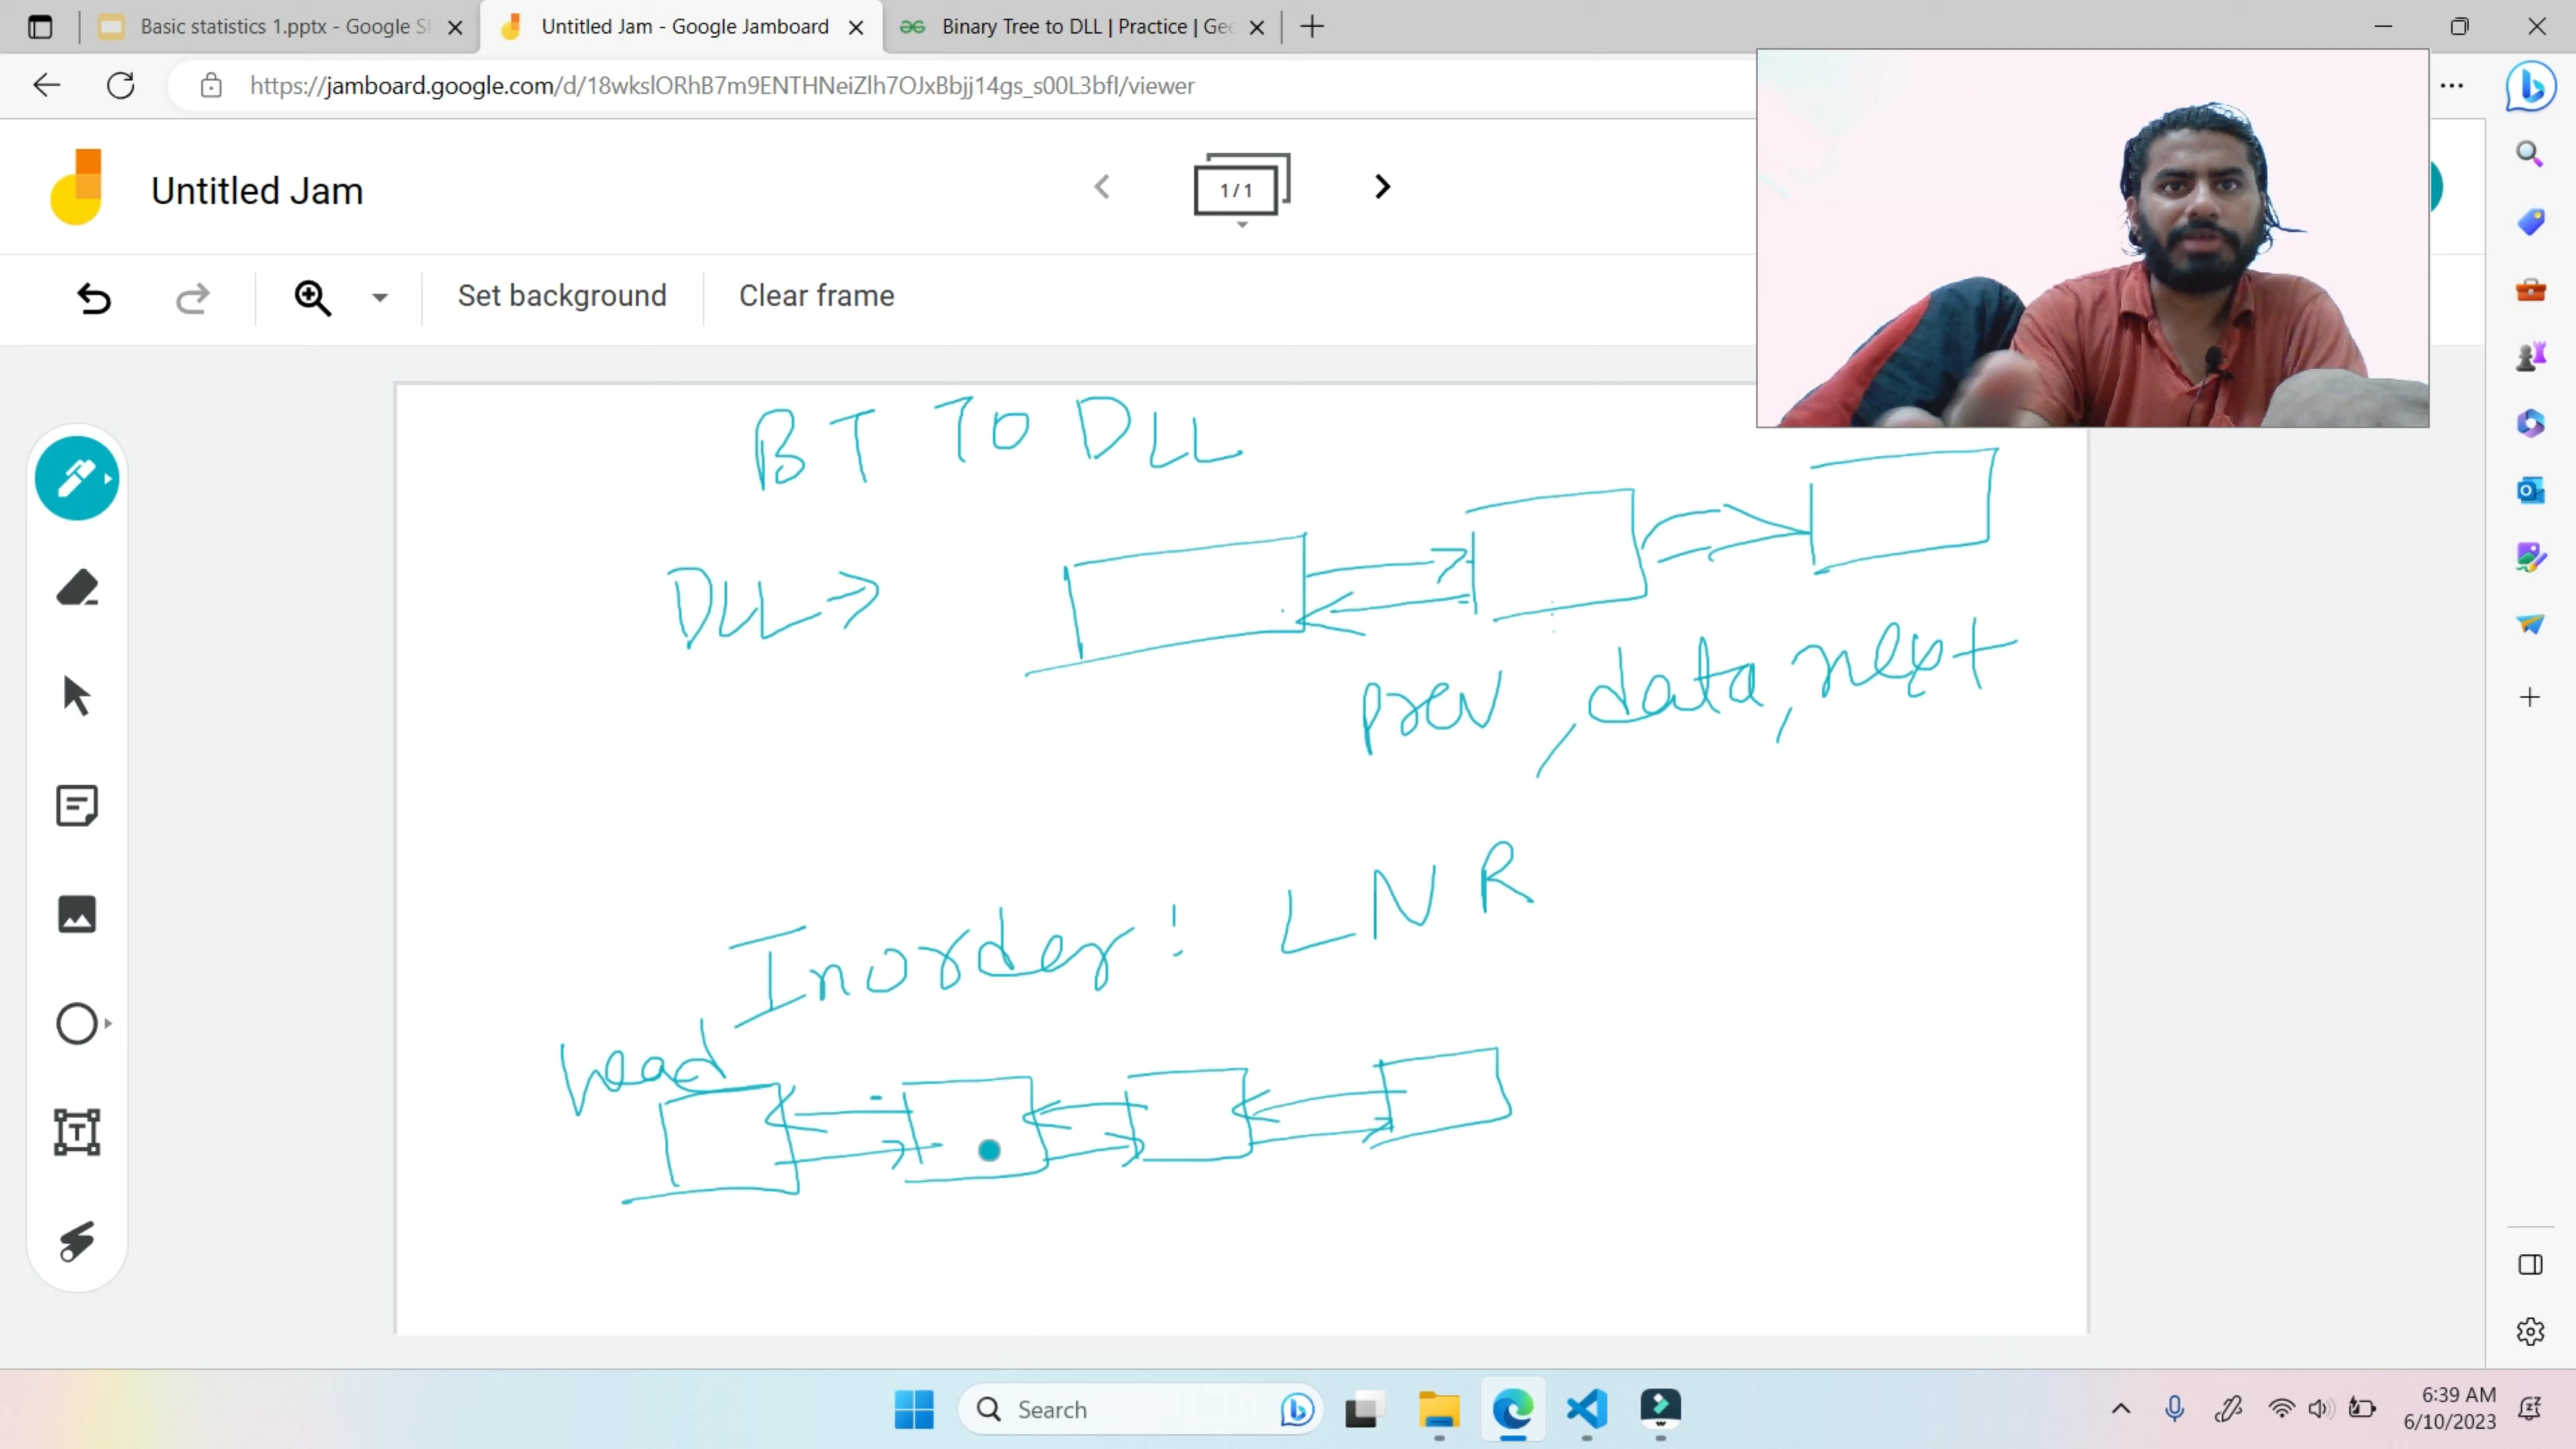 Basic statistics 1.pptx - Google Sl
Untitled Jam - Google Jamboard
Binary Tree to DLL | Practice | Gee
https://jamboard.google.com/d/18wkslORhB7m9ENTHNeiZlh7OJxBbjj14gs_s00L3bfI/viewer
Untitled Jam
1 / 1
Set background
Clear frame
BT TO DLL
DLL →
prev , data, next
Inorder : LNR
head
Search
6:39 AM
6/10/2023